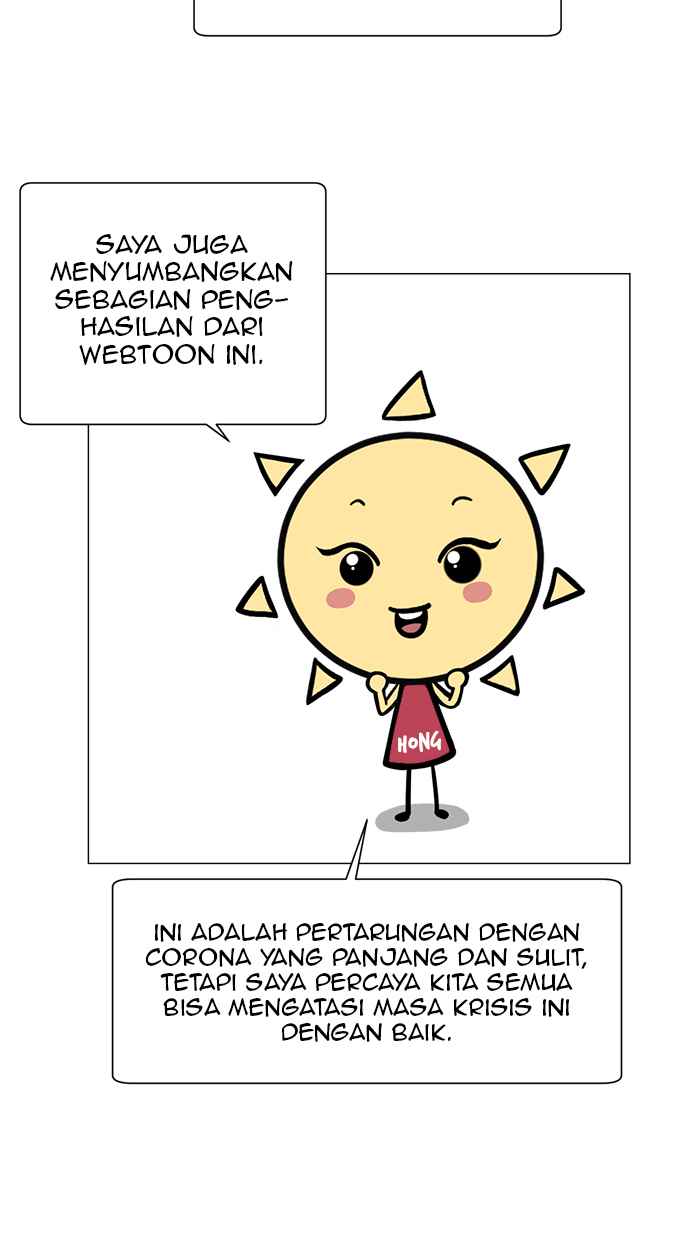 SAYA JUGA
MENYUMBANGKAN
SEBAGIAN PENG-
HASILAN DARI
WEBTOON INI.
HONG
INI ADALAH PERTARUNGAN DENGAN
CORONA YANG PANJANG DAN SULIT,
TETAPI SAYA PERCAYA KITA SEMUA
BISA MENGATASI MASA KRISIS INI
DENGAN BAIK.